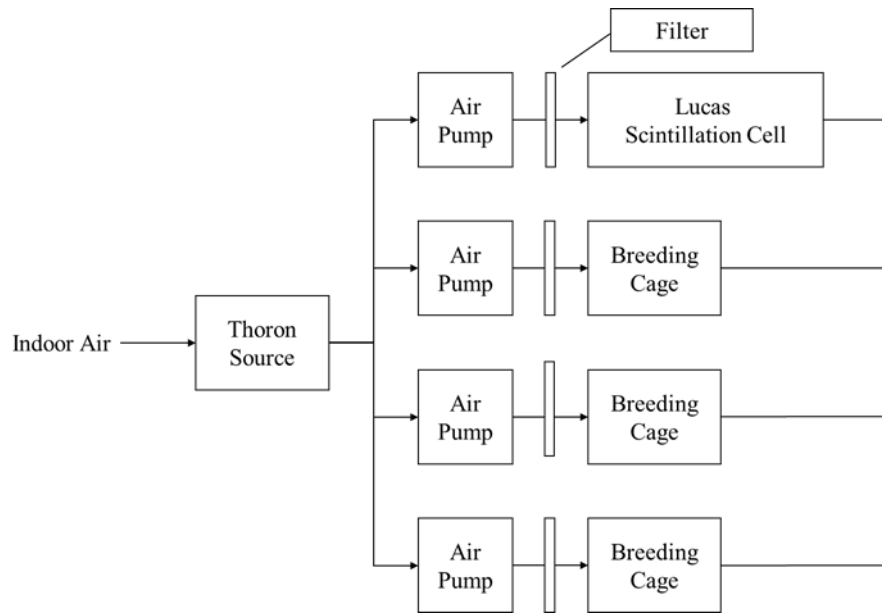 Filter
Air
Pump
Lucas
Scintillation Cell
Air
Pump
Breeding
Cage
Indoor Air
Thoron
Source
Air
Pump
Breeding
Cage
Air
Pump
Breeding
Cage